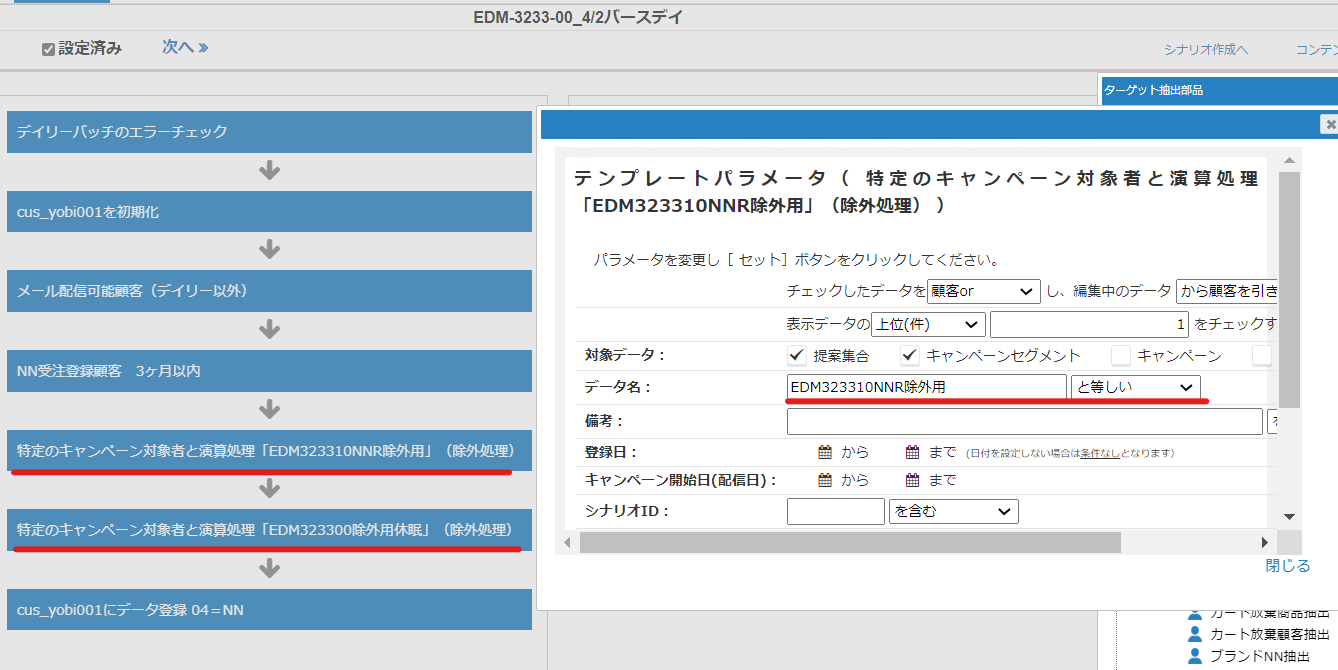 EDM-3233-00_4/2バースデイ
設定済み
次へ »
シナリオ作成へ
コンテン
ターゲット抽出部品
デイリーバッチのエラーチェック
cus_yobi001を初期化
メール配信可能顧客（デイリー以外）
NN受注登録顧客　3ヶ月以内
特定のキャンペーン対象者と演算処理「EDM323310NNR除外用」（除外処理）
特定のキャンペーン対象者と演算処理「EDM323300除外用休眠」（除外処理）
cus_yobi001にデータ登録 04＝NN
テンプレートパラメータ（ 特定のキャンペーン対象者と演算処理
「EDM323310NNR除外用」（除外処理） ）
パラメータを変更し［ セット］ボタンをクリックしてください。
チェックしたデータを 顧客or し、編集中のデータ から顧客を引き
表示データの 上位(件) 1 をチェックす
対象データ： 提案集合 キャンペーンセグメント キャンペーン
データ名： EDM323310NNR除外用 と等しい
備考：
登録日： から まで (日付を設定しない場合は条件なしとなります)
キャンペーン開始日(配信日)： から まで
シナリオID： を含む
閉じる
カート放棄商品抽出
カート放棄顧客抽出
ブランドNN抽出